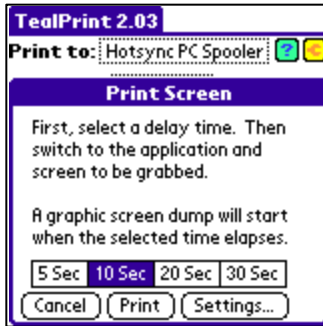 TealPrint 2.03
Print to: Hotsync PC Spooler ?
Print Screen
First, select a delay time. Then
switch to the application and
screen to be grabbed.
A graphic screen dump will start
when the selected time elapses.
5 Sec 10 Sec 20 Sec 30 Sec
Cancel Print Settings...